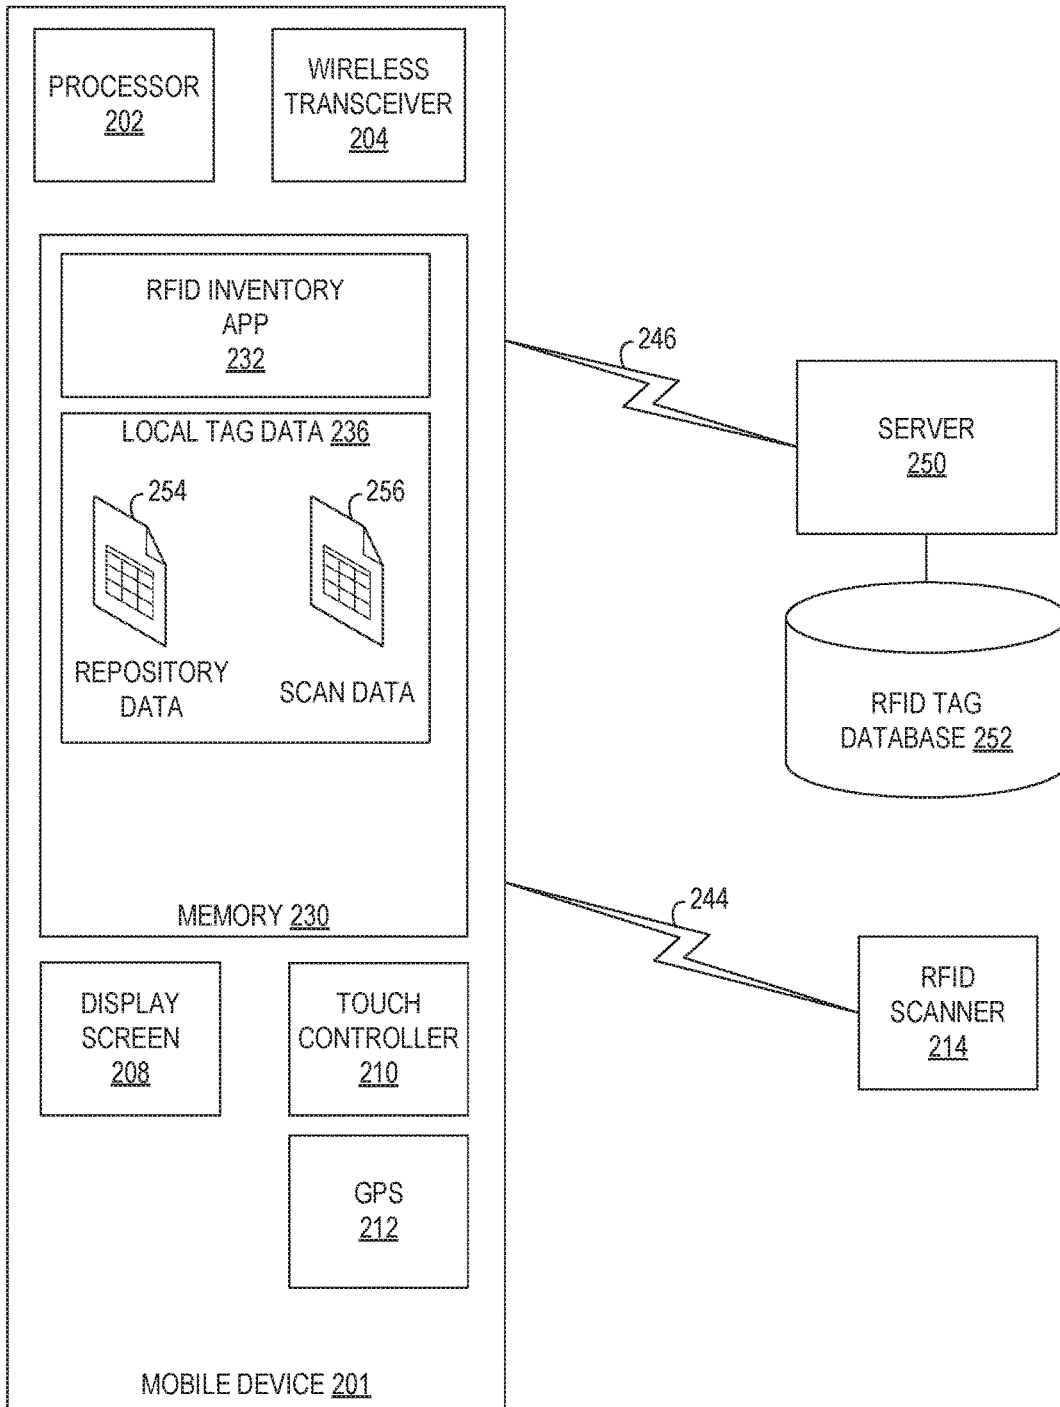 PROCESSOR
202
WIRELESS
TRANSCEIVER
204
RFID INVENTORY
APP
232
LOCAL TAG DATA 236
254
256
REPOSITORY
DATA
SCAN DATA
MEMORY 230
DISPLAY
SCREEN
208
TOUCH
CONTROLLER
210
GPS
212
MOBILE DEVICE 201
246
SERVER
250
RFID TAG
DATABASE 252
244
RFID
SCANNER
214